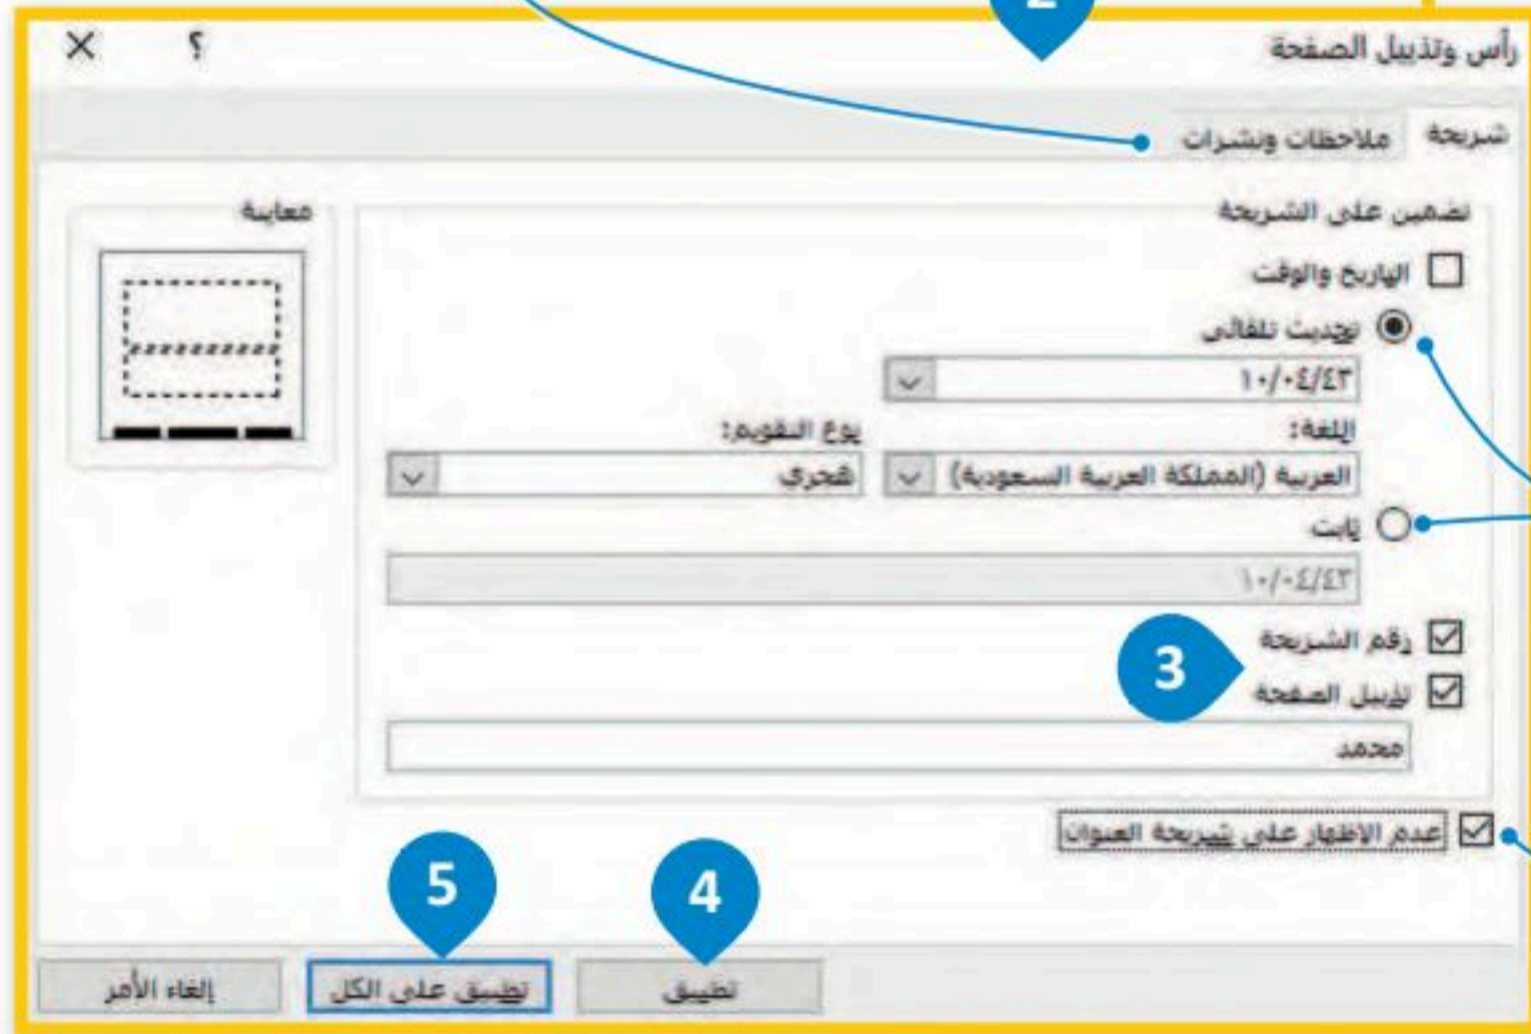 2
رأس وتذييل الصفحة
؟ ×
شريحة ملاحظات ونشرات
تضمين على الشريحة
معاينة
التاريخ والوقت
تحديث تلقائي
١٠/٠٤/٤٣
اللغة: نوع التقويم:
العربية (المملكة العربية السعودية) هجري
ثابت
١٠/٠٤/٤٣
رقم الشريحة
3
تذييل الصفحة
محمد
عدم الإظهار على شريحة العنوان
4 5
تطبيق تطبيق على الكل إلغاء الأمر